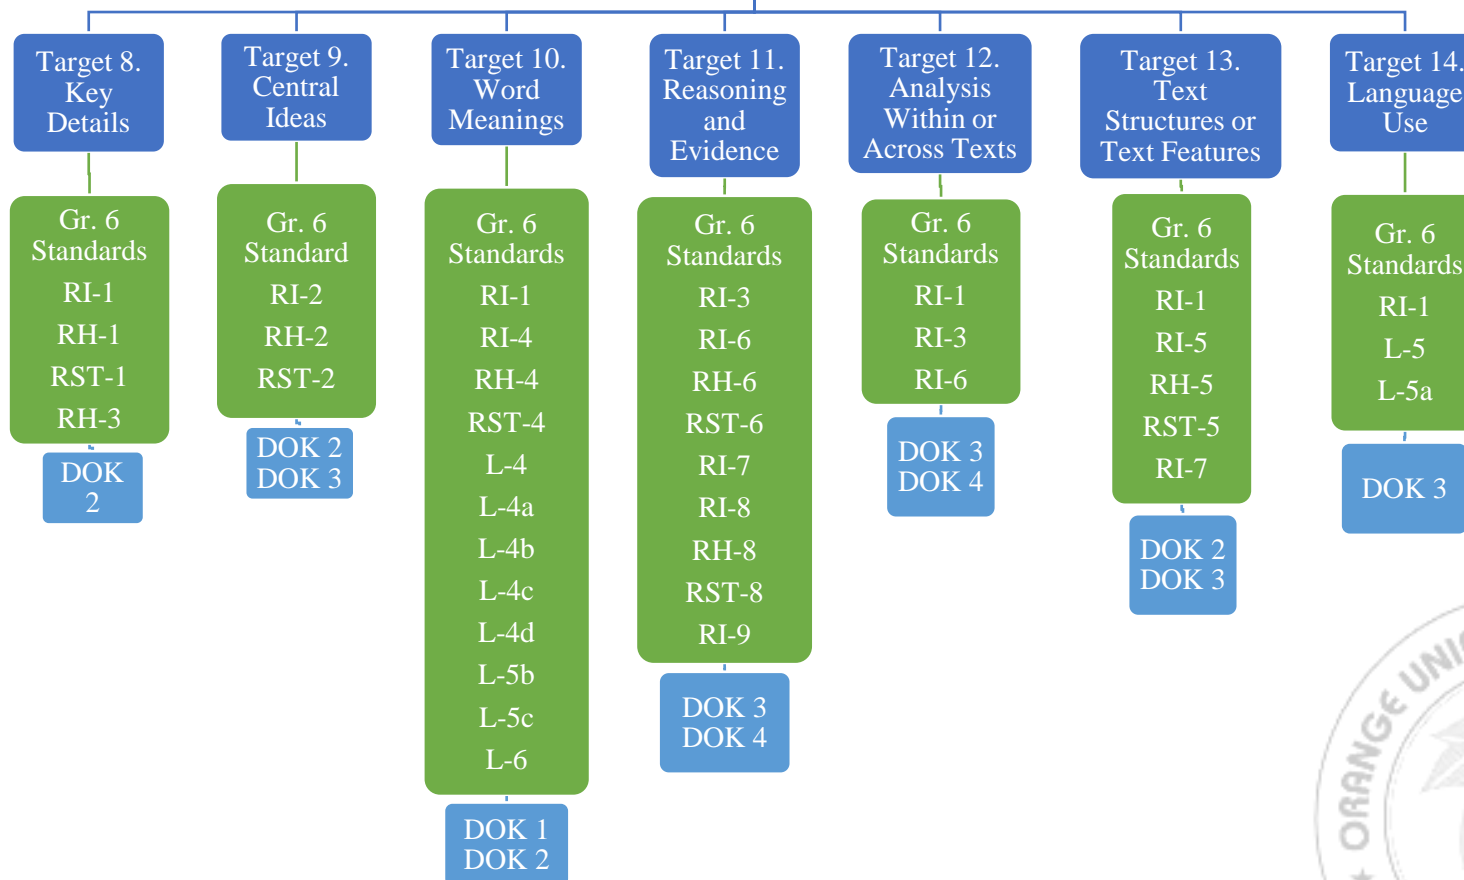 Target 8.
Key
Details
Gr. 6
Standards
RI-1
RH-1
RST-1
RH-3
DOK
2
Target 9.
Central
Ideas
Gr. 6
Standard
RI-2
RH-2
RST-2
DOK 2
DOK 3
Target 10.
Word
Meanings
Gr. 6
Standards
RI-1
RI-4
RH-4
RST-4
L-4
L-4a
L-4b
L-4c
L-4d
L-5b
L-5c
L-6
DOK 1
DOK 2
Target 11.
Reasoning
and
Evidence
Gr. 6
Standards
RI-3
RI-6
RH-6
RST-6
RI-7
RI-8
RH-8
RST-8
RI-9
DOK 3
DOK 4
Target 12.
Analysis
Within or
Across Texts
Gr. 6
Standards
RI-1
RI-3
RI-6
DOK 3
DOK 4
Target 13.
Text
Structures or
Text Features
Gr. 6
Standards
RI-1
RI-5
RH-5
RST-5
RI-7
DOK 2
DOK 3
Target 14.
Language
Use
Gr. 6
Standards
RI-1
L-5
L-5a
DOK 3
ORANGE